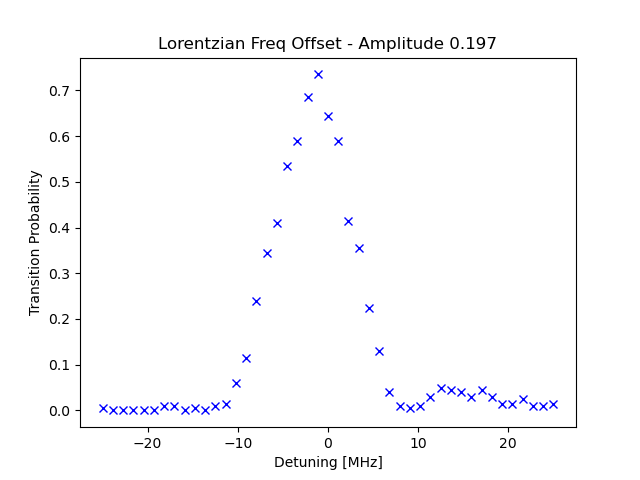 Lorentzian Freq Offset - Amplitude 0.197
Transition Probability
0.7
0.6
0.5
0.4
0.3
0.2
0.1
0.0
−20 −10 0 10 20
Detuning [MHz]